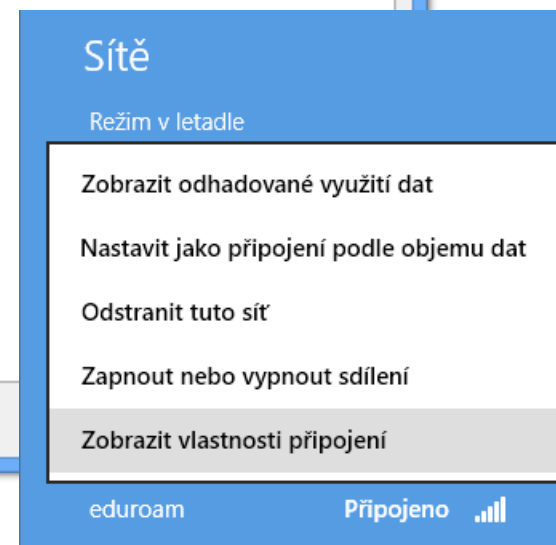 Sítě
Režim v letadle
Zobrazit odhadované využití dat
Nastavit jako připojení podle objemu dat
Odstranit tuto síť
Zapnout nebo vypnout sdílení
Zobrazit vlastnosti připojení
eduroam Připojeno